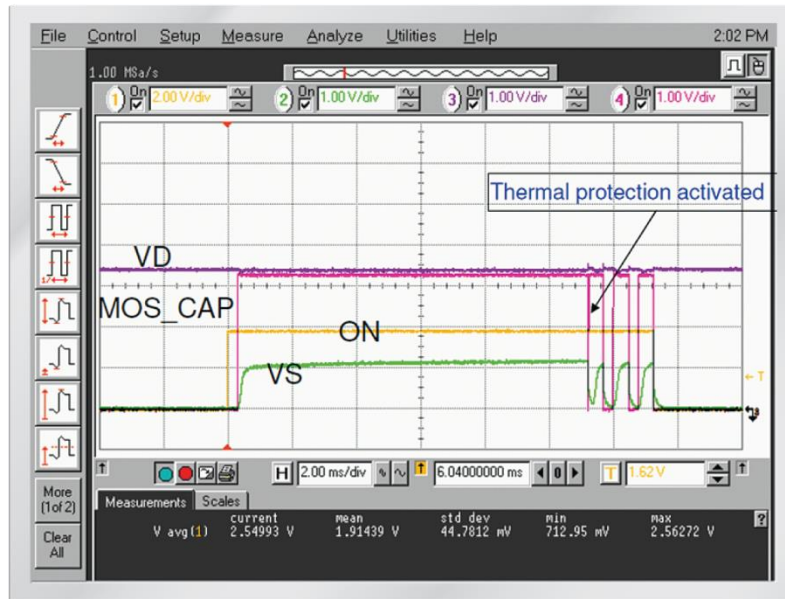 File Control Setup Measure Analyze Utilities Help 2:02 PM
1.00 MSa/s
1 On 2.00 V/div 2 On 1.00 V/div 3 On 1.00 V/div 4 On 1.00 V/div
Thermal protection activated
VD
MOS_CAP
ON
VS
T
H 2.00 ms/div 6.04000000 ms 0 T 1.62 V
More
(1of 2)
Clear
All
Measurements Scales
current mean std dev min max
V avg(1) 2.54993 V 1.91439 V 44.7812 mV 712.95 mV 2.56272 V
?